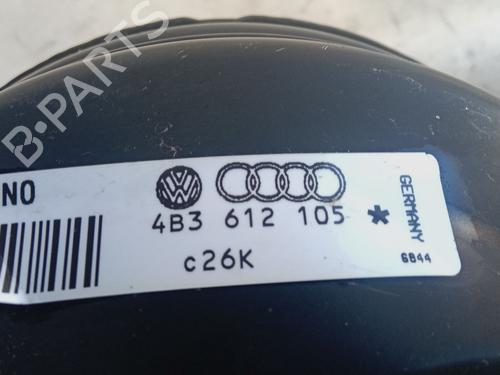 B-PARTS
NO
4B3 612 105 *
c26K
GERMANY
6844